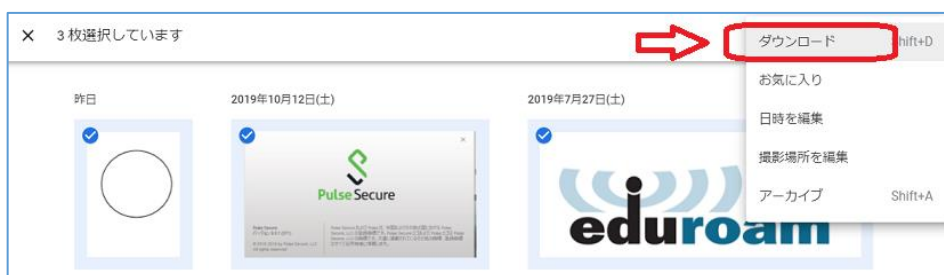 × 3 枚選択しています
ダウンロード Shift+D
お気に入り
日時を編集
撮影場所を編集
アーカイブ Shift+A
昨日
2019年10月12日(土)
2019年7月27日(土)
Pulse Secure
Pulse Secure
eduroam